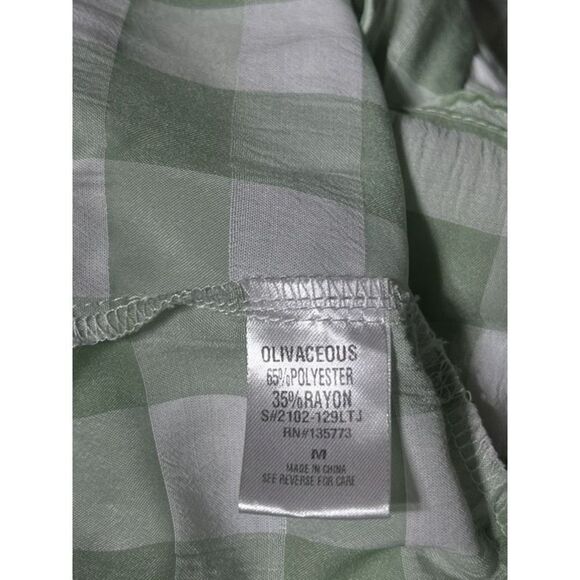 OLIVACEOUS
65%POLYESTER
35%RAYON
S#2102-129LTJ
RN#135773
M
MADE IN CHINA
SEE REVERSE FOR CARE